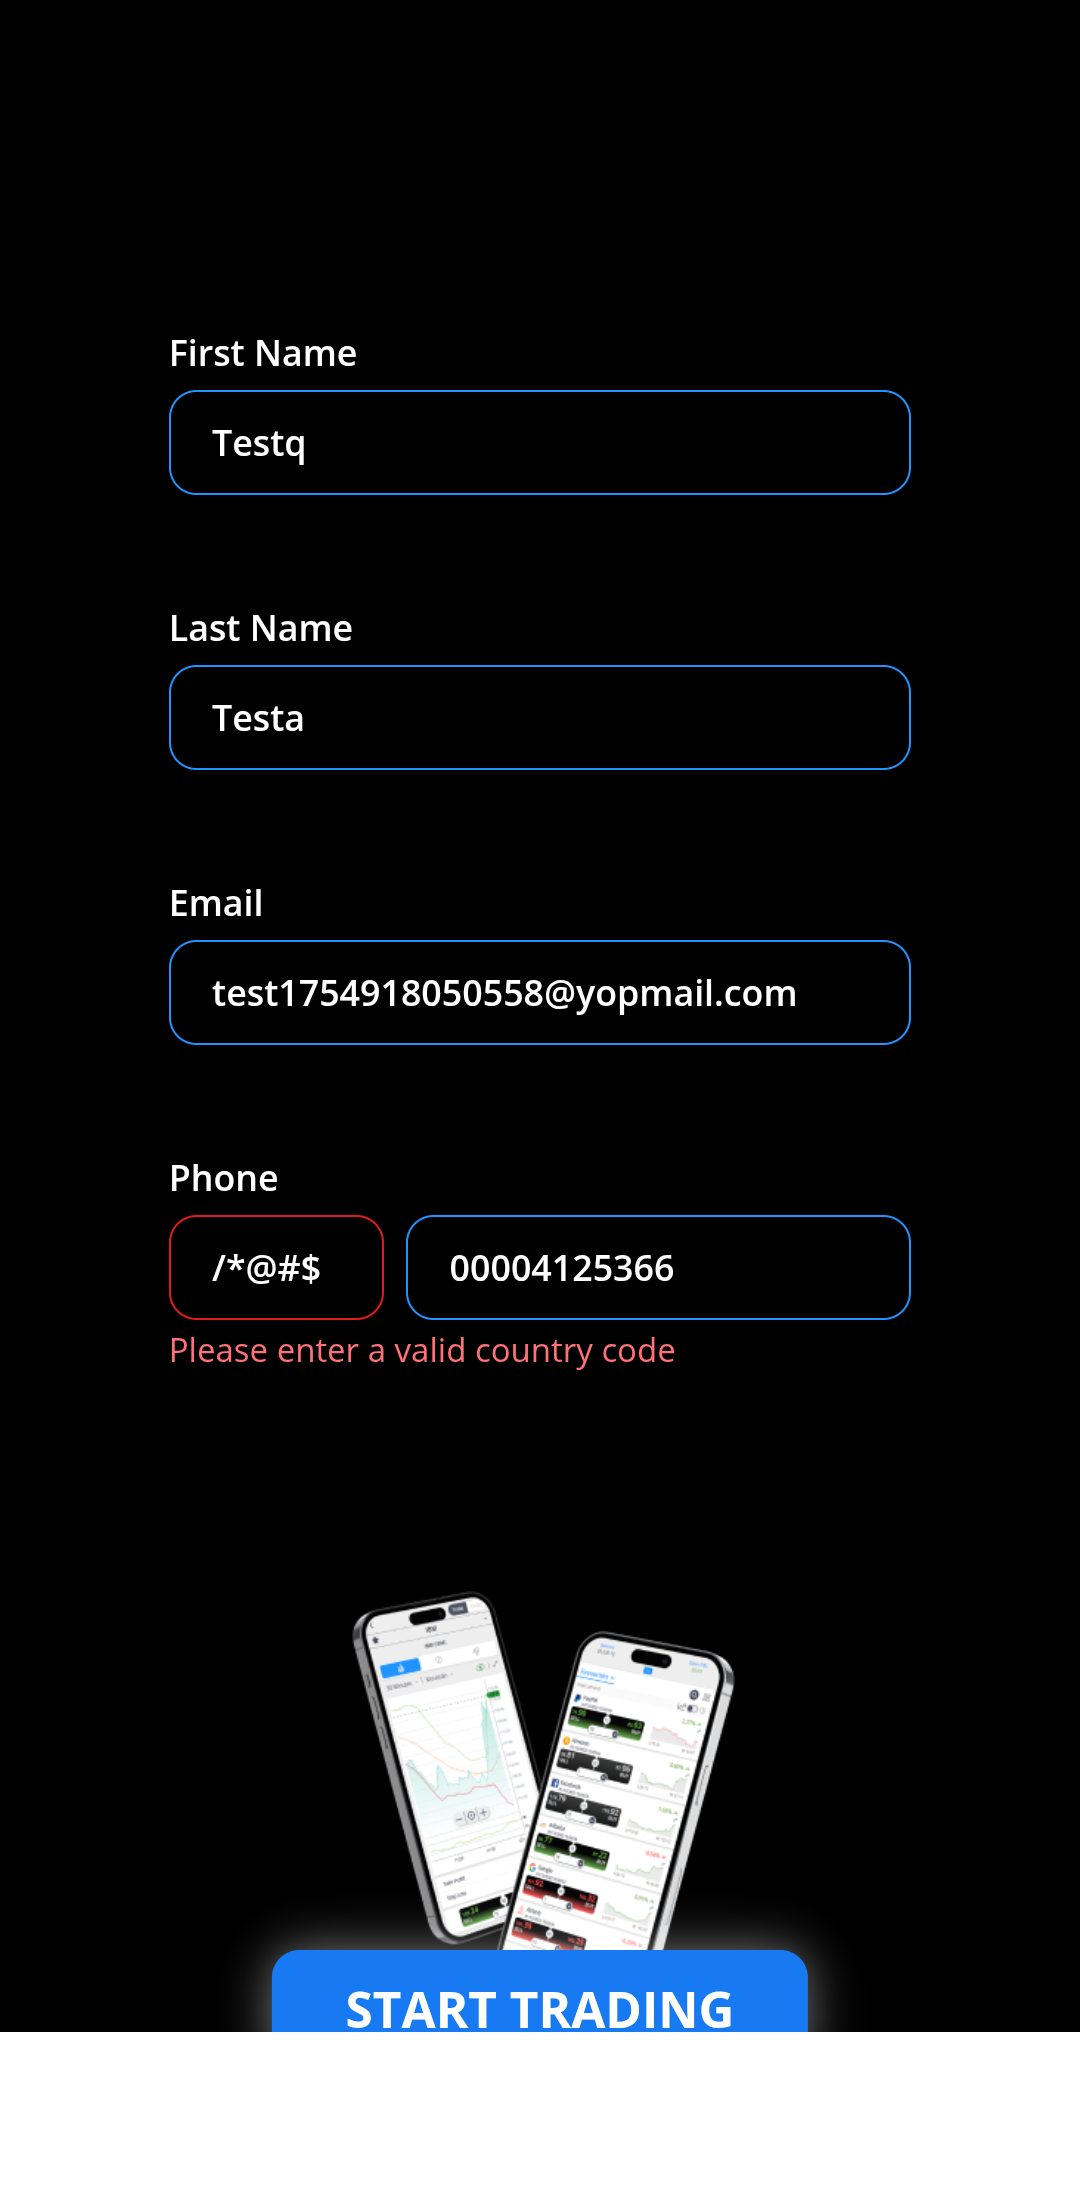 First Name
Testq
Last Name
Testa
Email
test1754918050558@yopmail.com
Phone
/*@#$ 00004125366
Please enter a valid country code
START TRADING